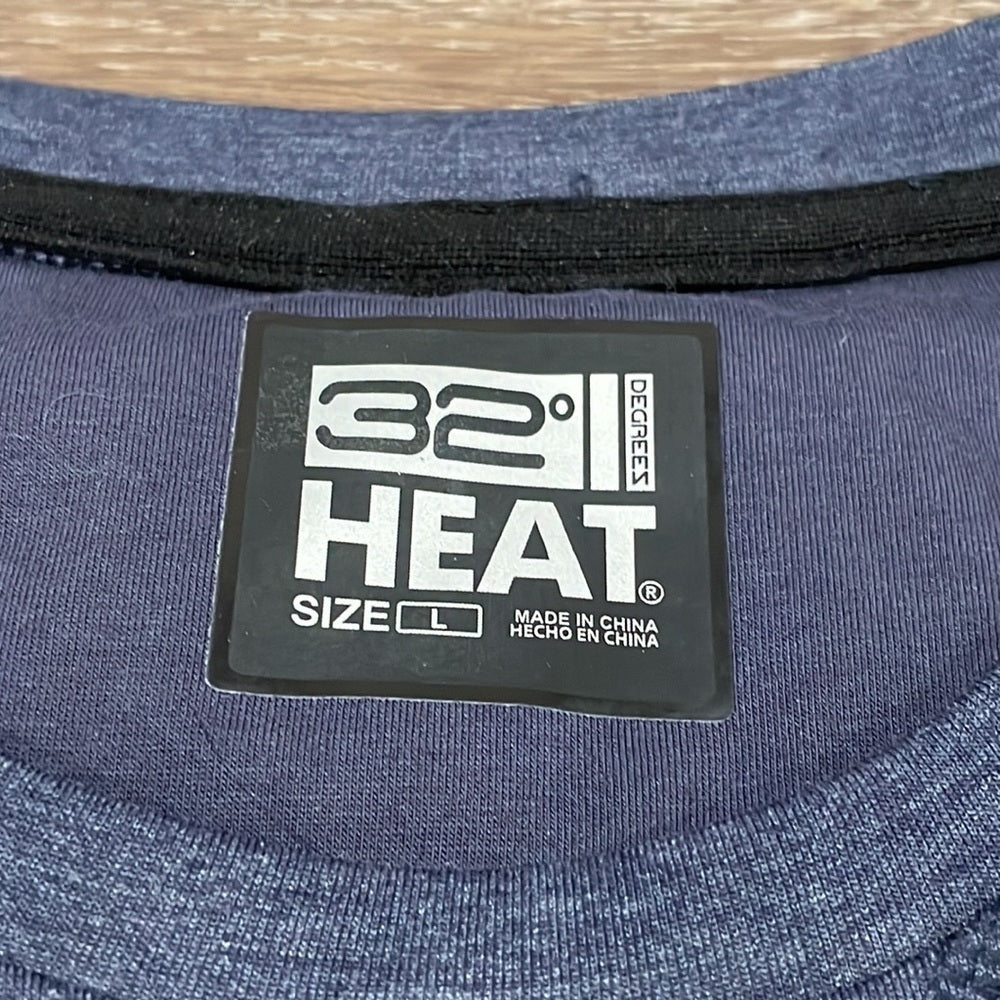 32° DEGREES
HEAT®
SIZE L
MADE IN CHINA
HECHO EN CHINA